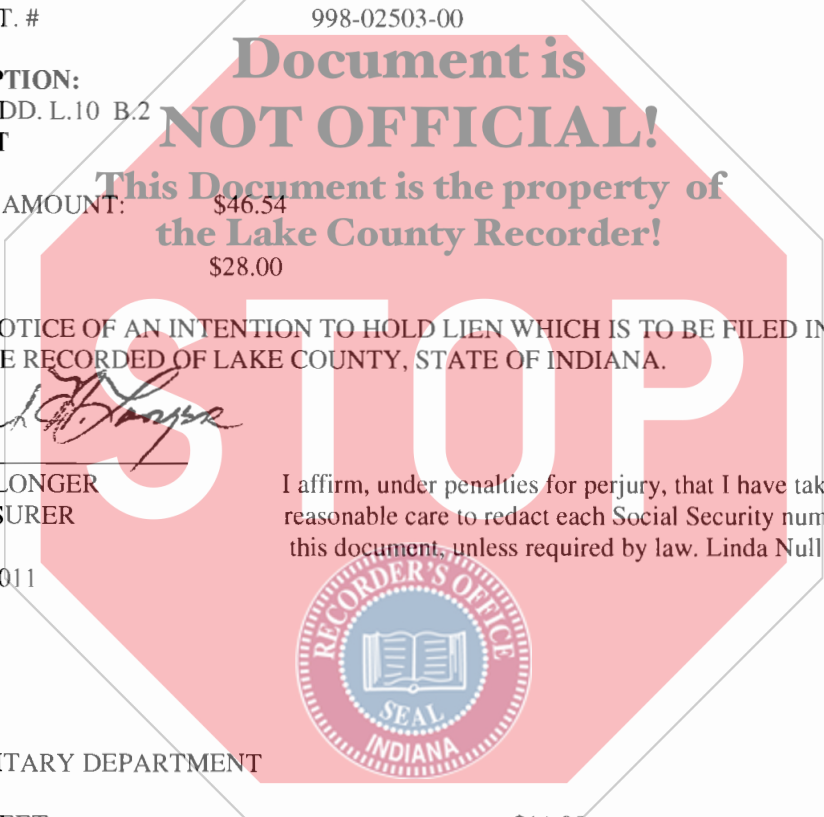 T. # 998-02503-00
Document is
PTION:
DD. L.10 B.2
NOT OFFICIAL!
T
This Document is the property of
AMOUNT: $46.54
the Lake County Recorder!
$28.00
OTICE OF AN INTENTION TO HOLD LIEN WHICH IS TO BE FILED IN
E RECORDED OF LAKE COUNTY, STATE OF INDIANA.
STOP
LONGER I affirm, under penalties for perjury, that I have tak
SURER reasonable care to redact each Social Security num
this document, unless required by law. Linda Null
011
RECORDER'S OFFICE
SEAL
INDIANA
ITARY DEPARTMENT